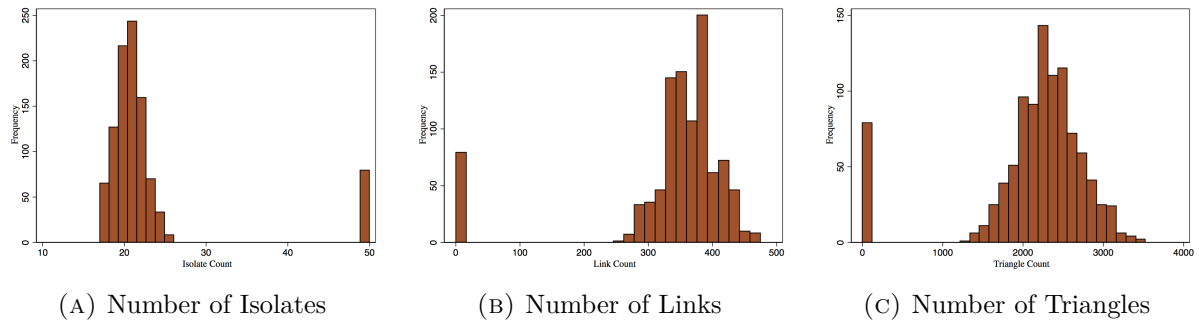 Frequency
0 50 100 150 200 250
10 20 30 40 50
Isolate Count
(A) Number of Isolates
Frequency
0 50 100 150 200
0 100 200 300 400 500
Link Count
(B) Number of Links
Frequency
0 50 100 150
0 1000 2000 3000 4000
Triangle Count
(C) Number of Triangles